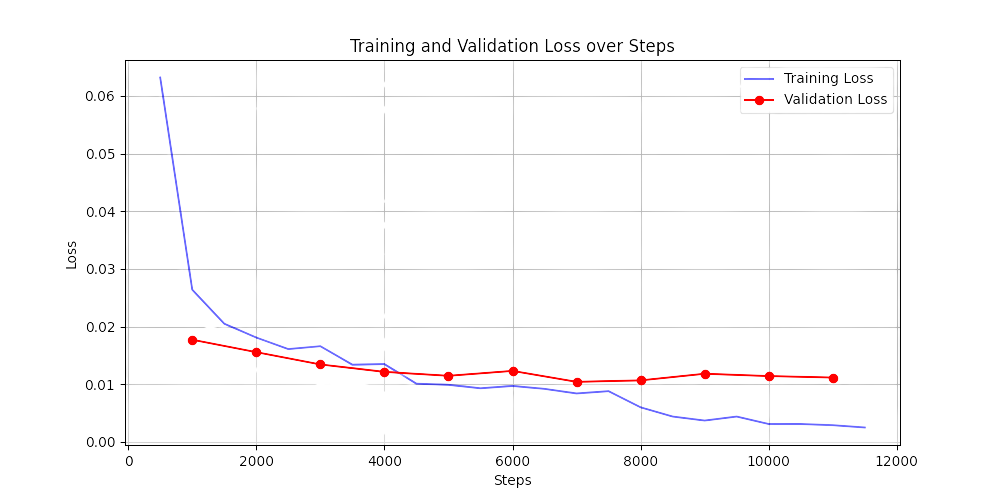 Training and Validation Loss over Steps
Training Loss
Validation Loss
0.06
0.05
0.04
0.03
0.02
0.01
0.00
Loss
0 2000 4000 6000 8000 10000 12000
Steps